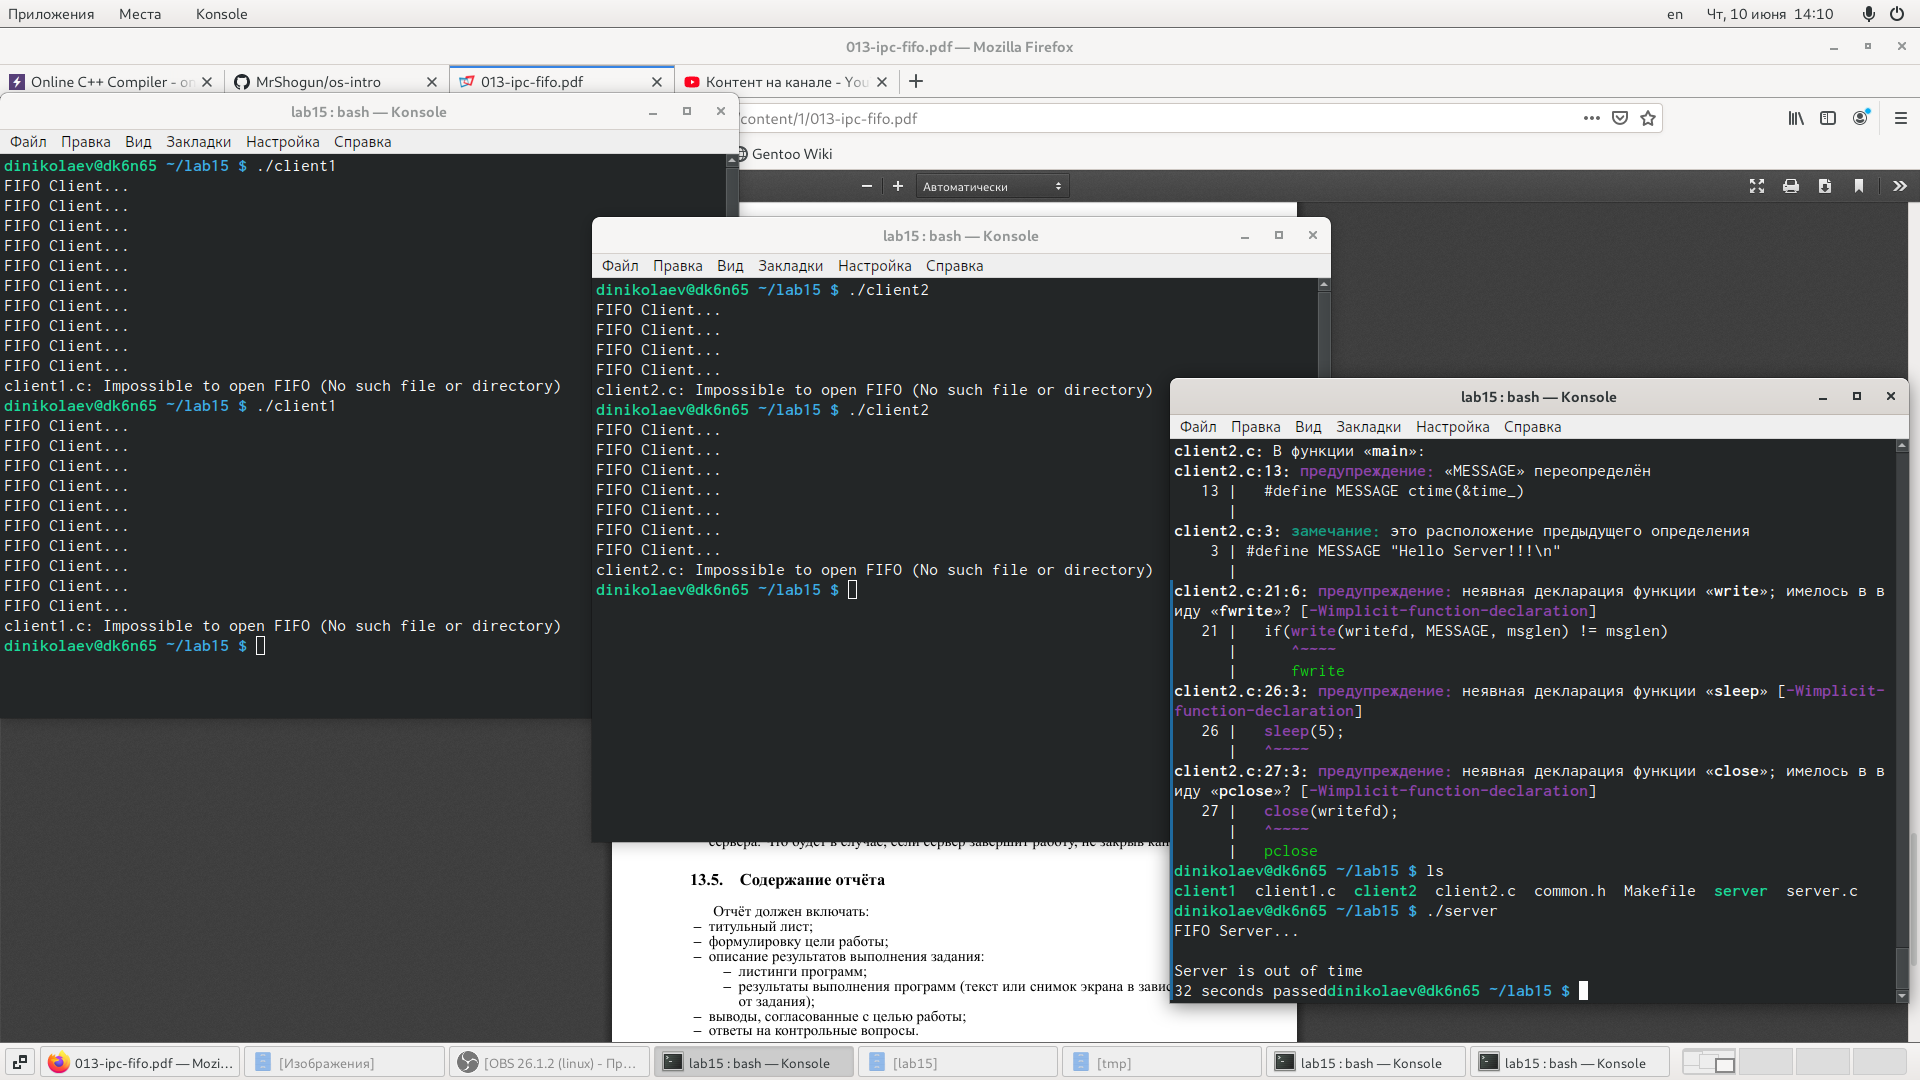 Приложения Места Konsole en Чт, 10 июня 14:10
013-ipc-fifo.pdf — Mozilla Firefox
Online C++ Compiler - on MrShogun/os-intro 013-ipc-fifo.pdf Контент на канале - You
content/1/013-ipc-fifo.pdf
Gentoo Wiki
Автоматически
lab15 : bash — Konsole
Файл Правка Вид Закладки Настройка Справка
dinikolaev@dk6n65 ~/lab15 $ ./client1
FIFO Client...
FIFO Client...
FIFO Client...
FIFO Client...
FIFO Client...
FIFO Client...
FIFO Client...
FIFO Client...
FIFO Client...
FIFO Client...
client1.c: Impossible to open FIFO (No such file or directory)
dinikolaev@dk6n65 ~/lab15 $ ./client1
FIFO Client...
FIFO Client...
FIFO Client...
FIFO Client...
FIFO Client...
FIFO Client...
FIFO Client...
FIFO Client...
FIFO Client...
FIFO Client...
client1.c: Impossible to open FIFO (No such file or directory)
dinikolaev@dk6n65 ~/lab15 $
lab15 : bash — Konsole
Файл Правка Вид Закладки Настройка Справка
dinikolaev@dk6n65 ~/lab15 $ ./client2
FIFO Client...
FIFO Client...
FIFO Client...
FIFO Client...
client2.c: Impossible to open FIFO (No such file or directory)
dinikolaev@dk6n65 ~/lab15 $ ./client2
FIFO Client...
FIFO Client...
FIFO Client...
FIFO Client...
FIFO Client...
FIFO Client...
FIFO Client...
client2.c: Impossible to open FIFO (No such file or directory)
dinikolaev@dk6n65 ~/lab15 $
lab15 : bash — Konsole
Файл Правка Вид Закладки Настройка Справка
client2.c: В функции «main»:
client2.c:13: предупреждение: «MESSAGE» переопределён
13 | #define MESSAGE ctime(&time_)
|
client2.c:3: замечание: это расположение предыдущего определения
3 | #define MESSAGE "Hello Server!!!\n"
|
client2.c:21:6: предупреждение: неявная декларация функции «write»; имелось в в
иду «fwrite»? [-Wimplicit-function-declaration]
21 | if(write(writefd, MESSAGE, msglen) != msglen)
| ^~~~~
| fwrite
client2.c:26:3: предупреждение: неявная декларация функции «sleep» [-Wimplicit-
function-declaration]
26 | sleep(5);
| ^~~~~
client2.c:27:3: предупреждение: неявная декларация функции «close»; имелось в в
иду «pclose»? [-Wimplicit-function-declaration]
27 | close(writefd);
| ^~~~~
| pclose
dinikolaev@dk6n65 ~/lab15 $ ls
client1 client1.c client2 client2.c common.h Makefile server server.c
dinikolaev@dk6n65 ~/lab15 $ ./server
FIFO Server...
Server is out of time
32 seconds passeddinikolaev@dk6n65 ~/lab15 $
сервера. Что будет в случае, если сервер завершит работу, не закрыв
13.5. Содержание отчёта
Отчёт должен включать:
– титульный лист;
– формулировку цели работы;
– описание результатов выполнения задания:
– листинги программ;
– результаты выполнения программ (текст или снимок экрана в
от задания);
– выводы, согласованные с целью работы;
– ответы на контрольные вопросы.
013-ipc-fifo.pdf — Mozi... [Изображения] [OBS 26.1.2 (linux) - Пр... lab15 : bash — Konsole [lab15] [tmp] lab15 : bash — Konsole lab15 : bash — Konsole